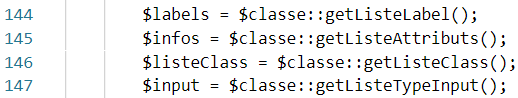 144 $labels = $classe::getListeLabel();
145 $infos = $classe::getListeAttributs();
146 $listeClass = $classe::getListeClass();
147 $input = $classe::getListeTypeInput();